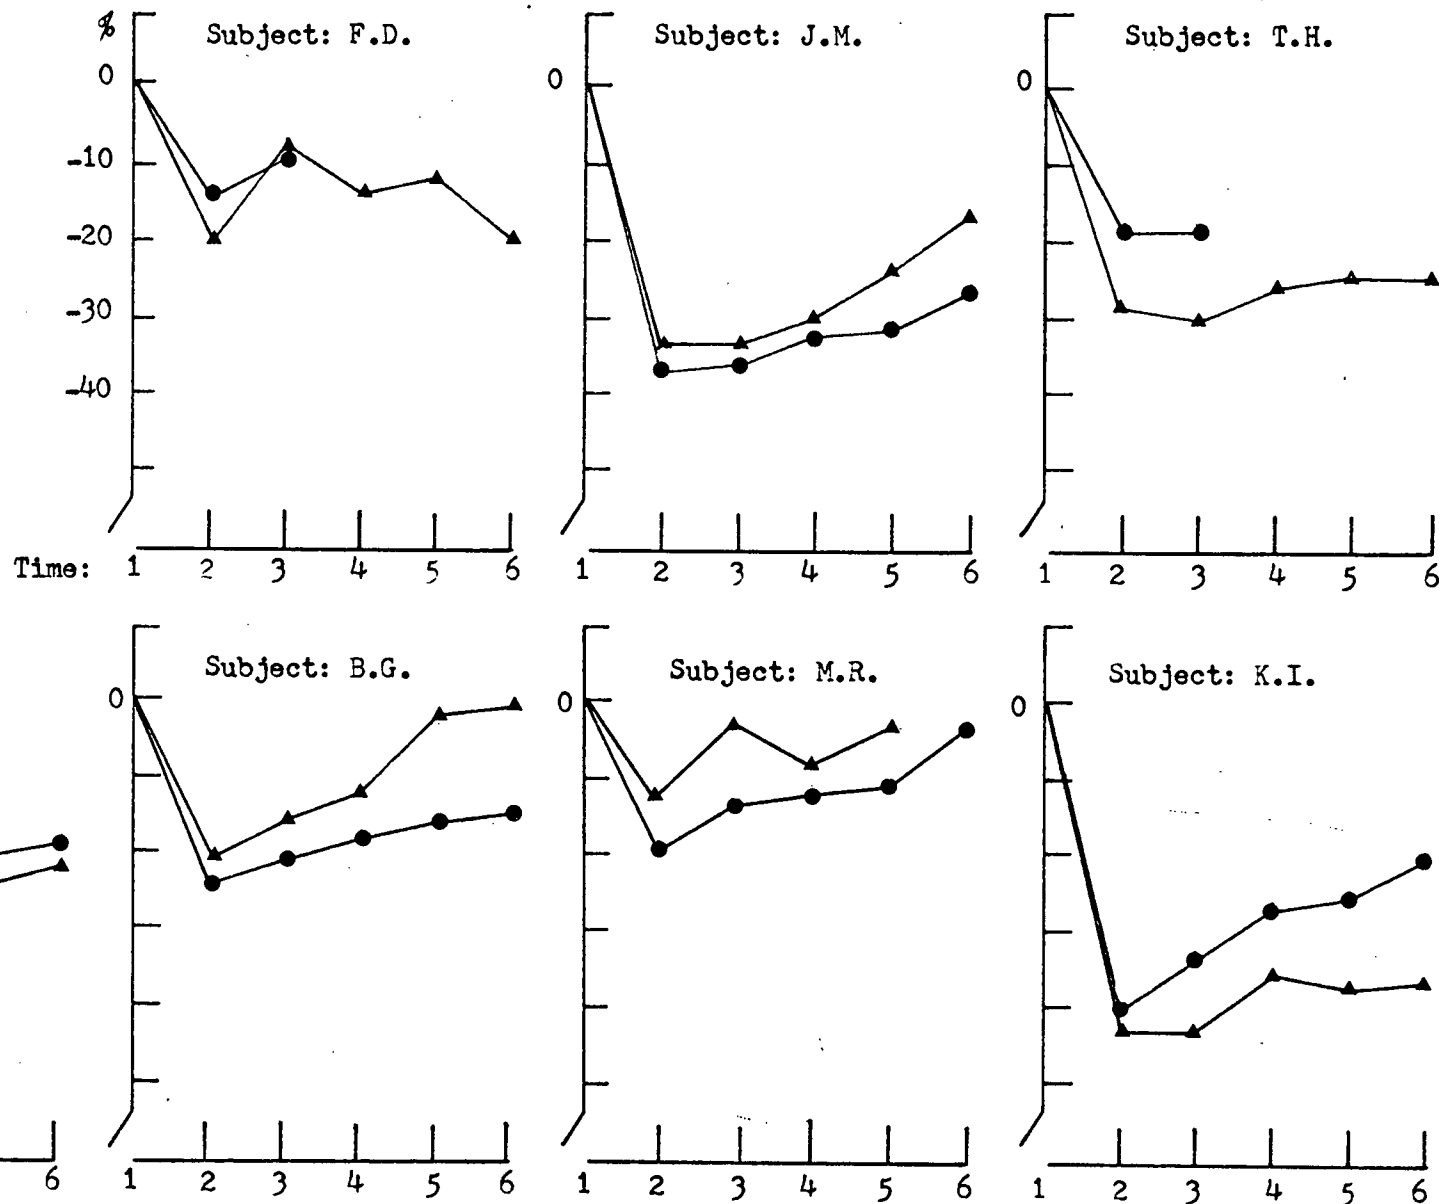 %
Subject: F.D.
Subject: J.M.
Subject: T.H.
0
0
0
-10
-20
-30
-40
Time: 1 2 3 4 5 6
1 2 3 4 5 6
1 2 3 4 5 6
Subject: B.G.
Subject: M.R.
Subject: K.I.
0
0
0
6
1 2 3 4 5 6
1 2 3 4 5 6
1 2 3 4 5 6